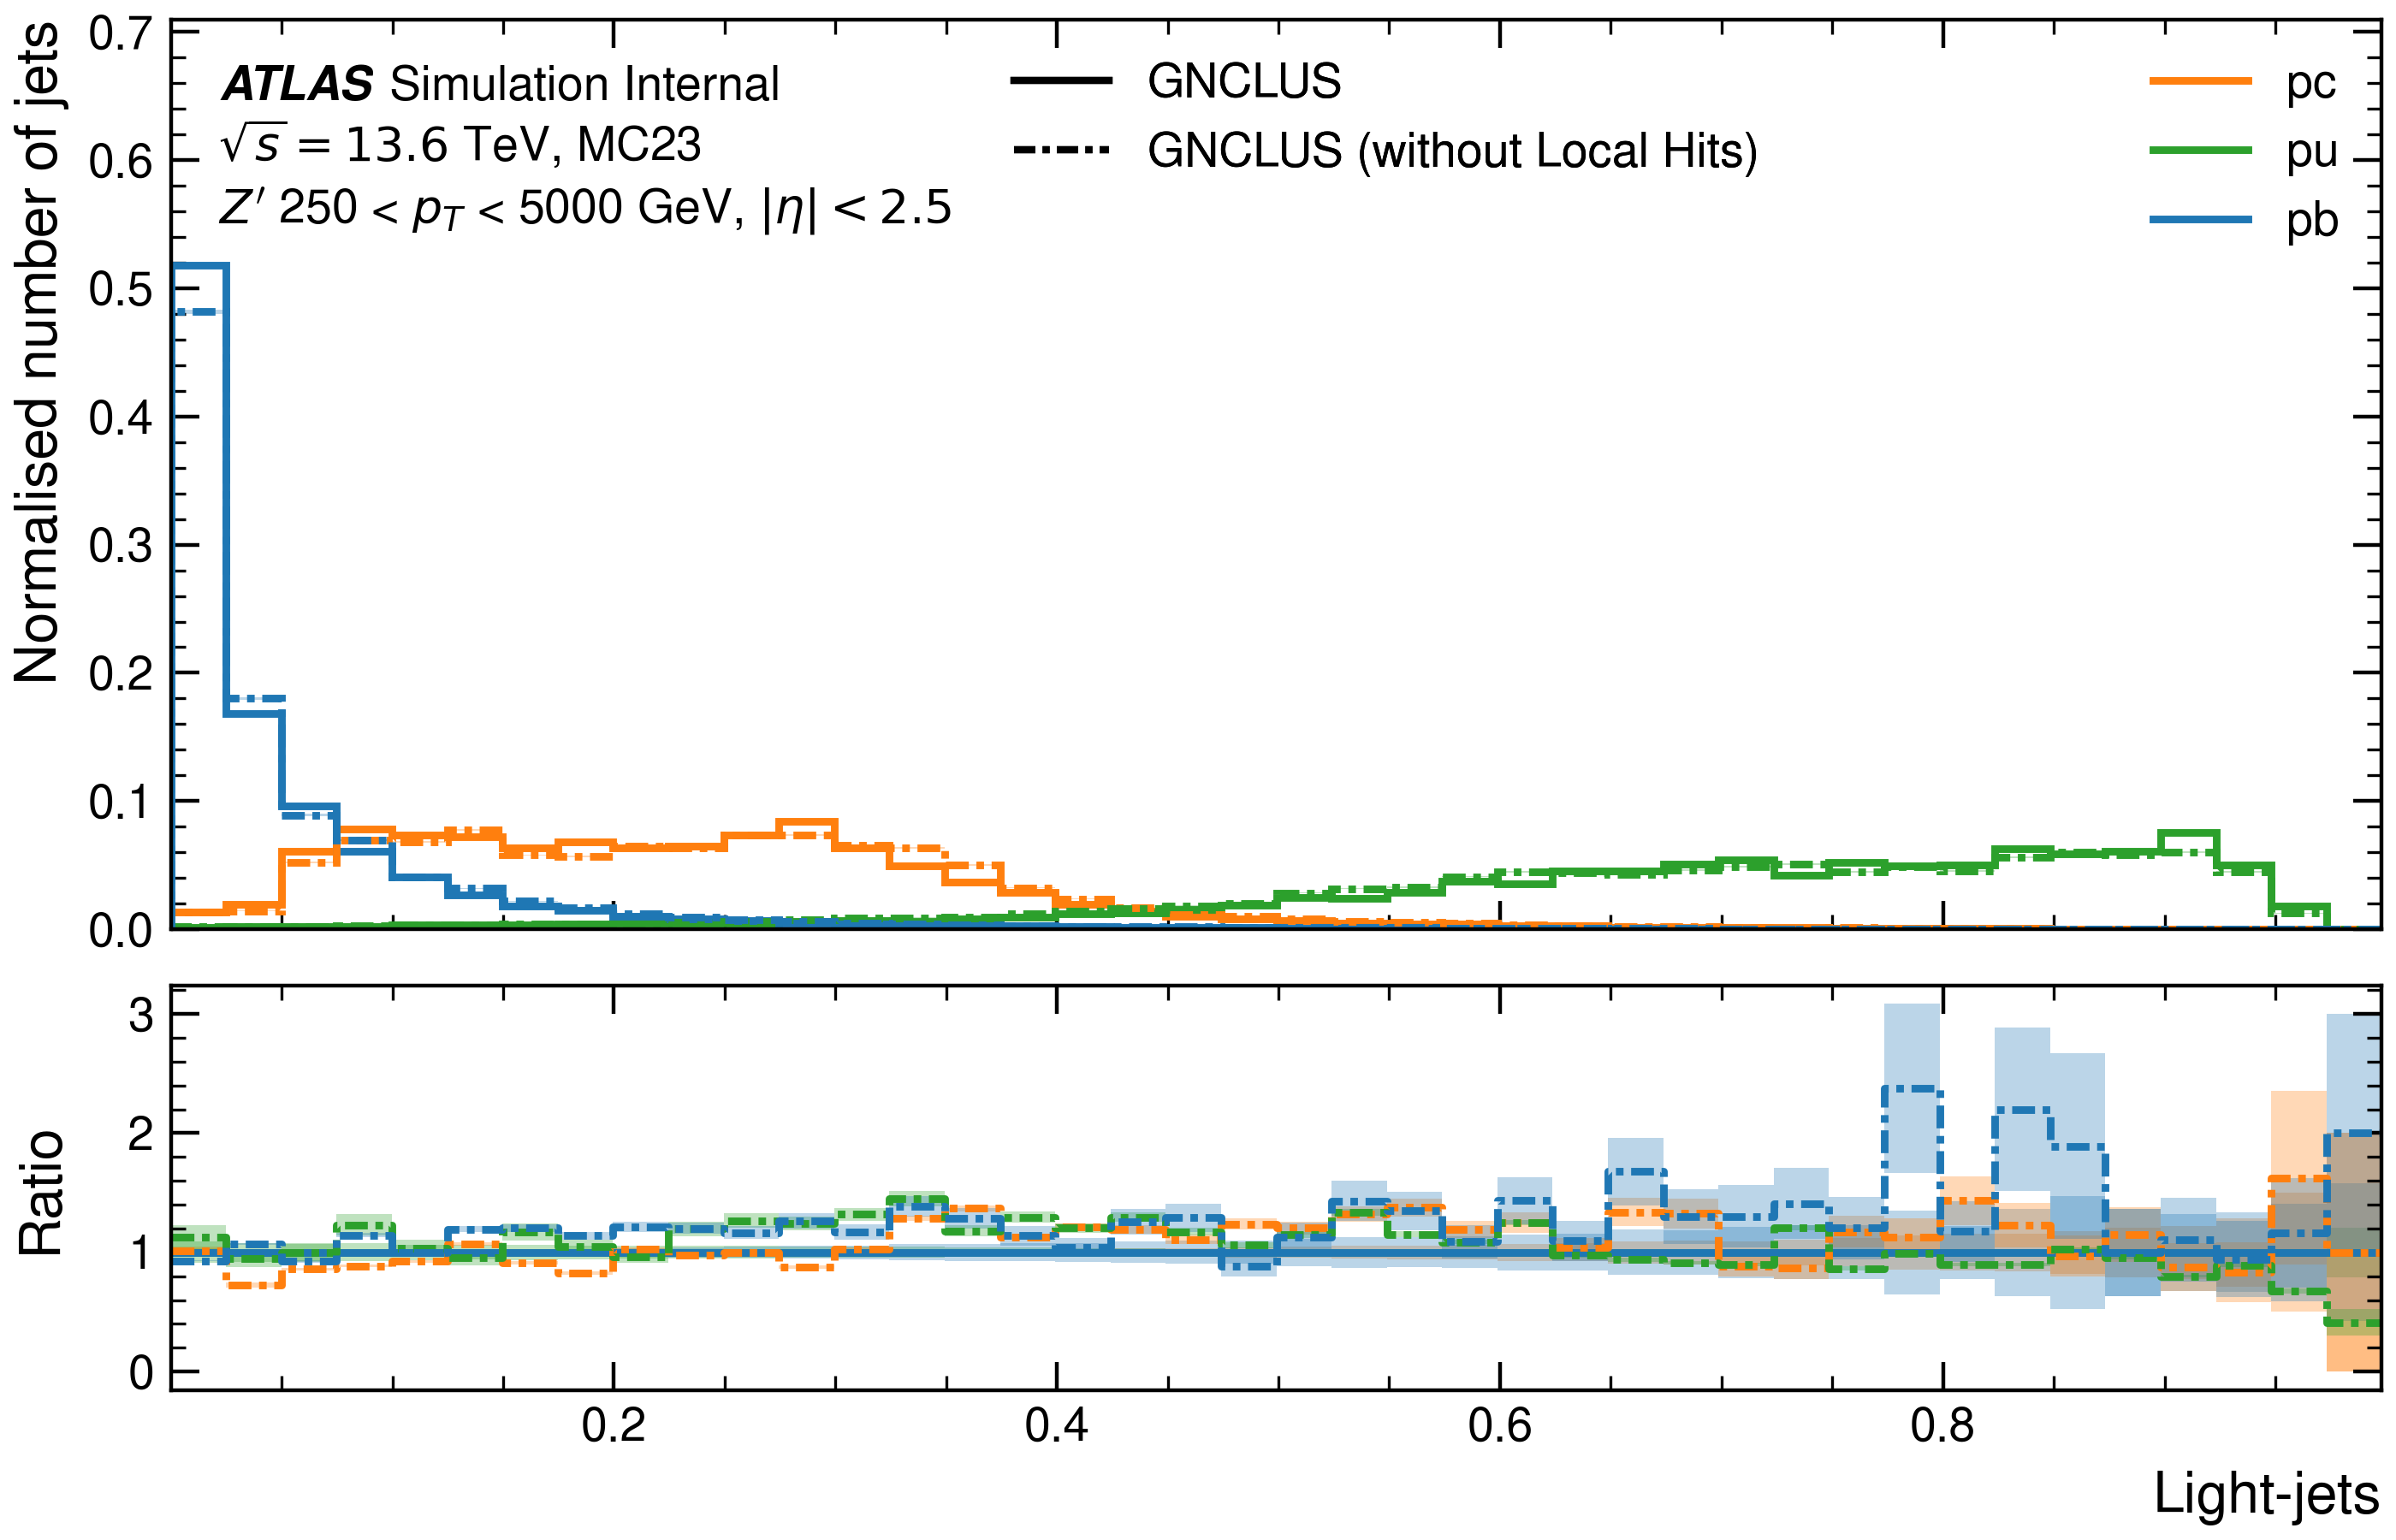 Normalised number of jets
0.7
0.6
0.5
0.4
0.3
0.2
0.1
0.0
ATLAS Simulation Internal
√s = 13.6 TeV, MC23
Z′ 250 < p_T < 5000 GeV, |η| < 2.5
GNCLUS
GNCLUS (without Local Hits)
pc
pu
pb
Ratio
3
2
1
0
0.2 0.4 0.6 0.8
Light-jets